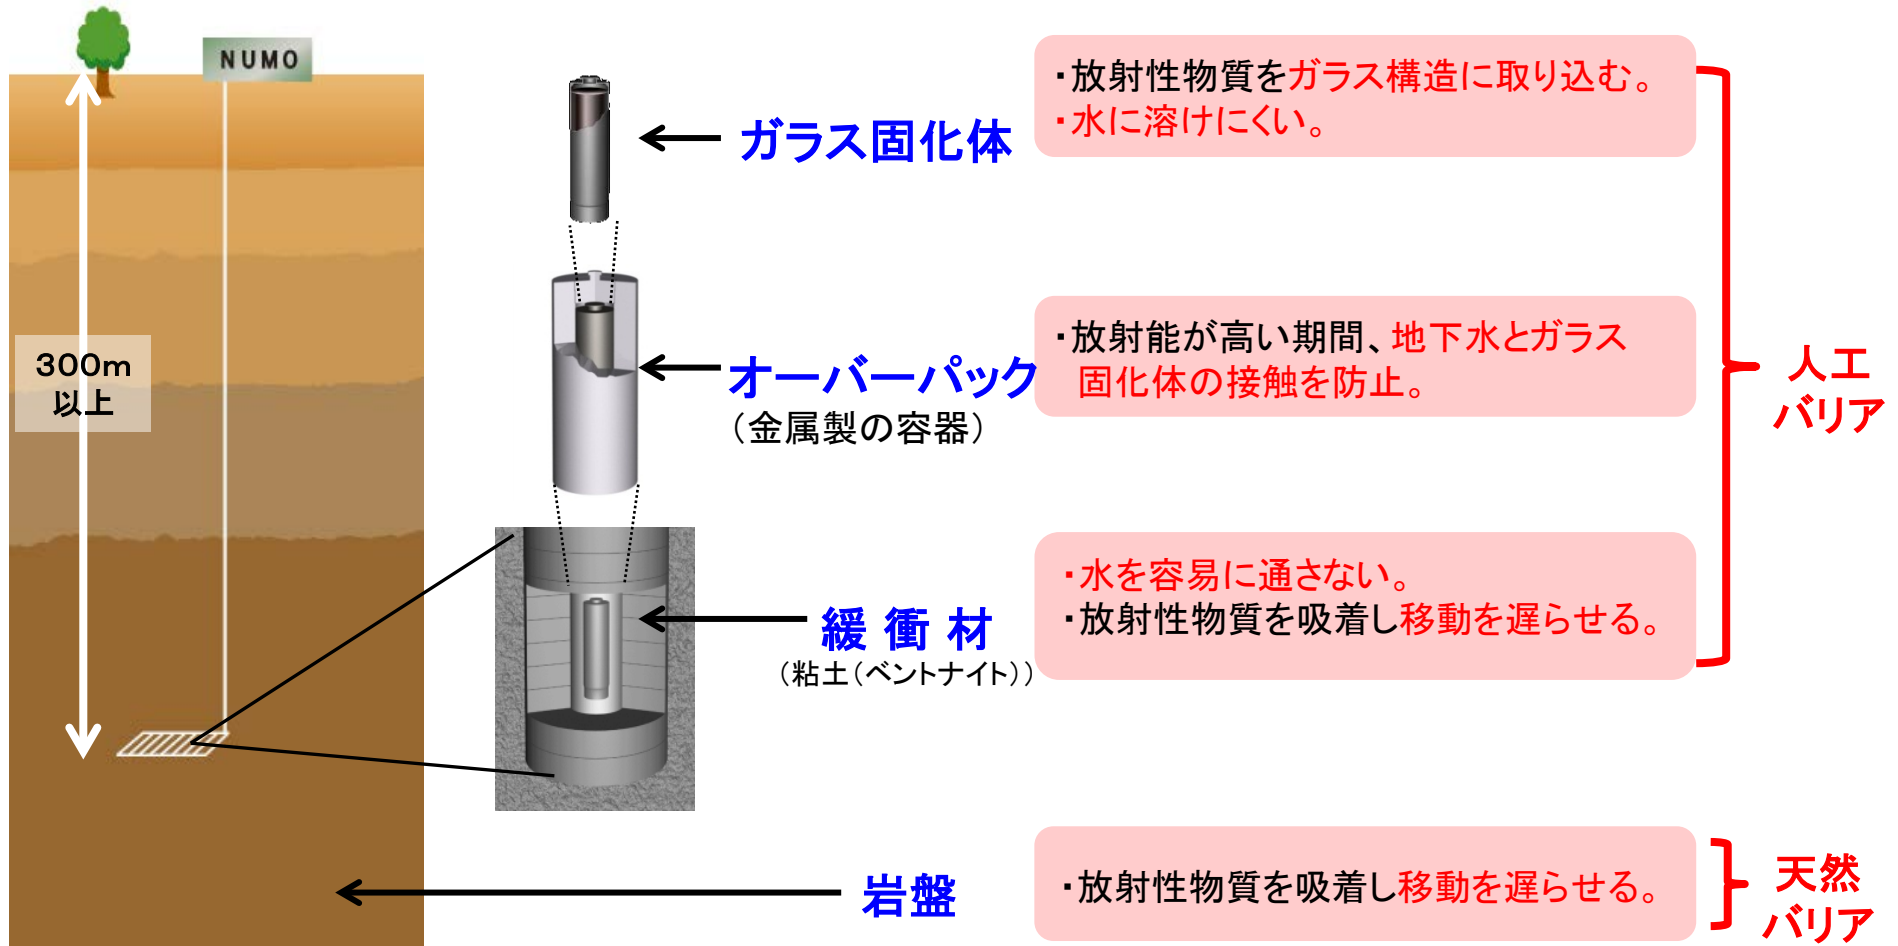 NUMO
300m
以上
ガラス固化体
・放射性物質をガラス構造に取り込む。
・水に溶けにくい。
オーバーパック
（金属製の容器）
・放射能が高い期間、地下水とガラス
固化体の接触を防止。
緩 衝 材
（粘土（ベントナイト））
・水を容易に通さない。
・放射性物質を吸着し移動を遅らせる。
人工
バリア
岩盤
・放射性物質を吸着し移動を遅らせる。
天然
バリア